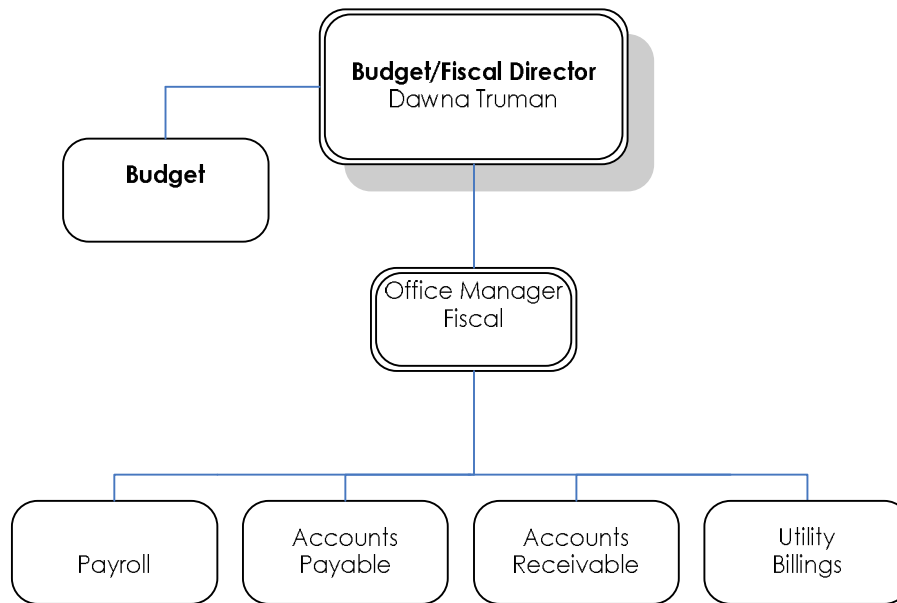 Budget/Fiscal Director
Dawna Truman
Budget
Office Manager
Fiscal
Payroll
Accounts
Payable
Accounts
Receivable
Utility
Billings